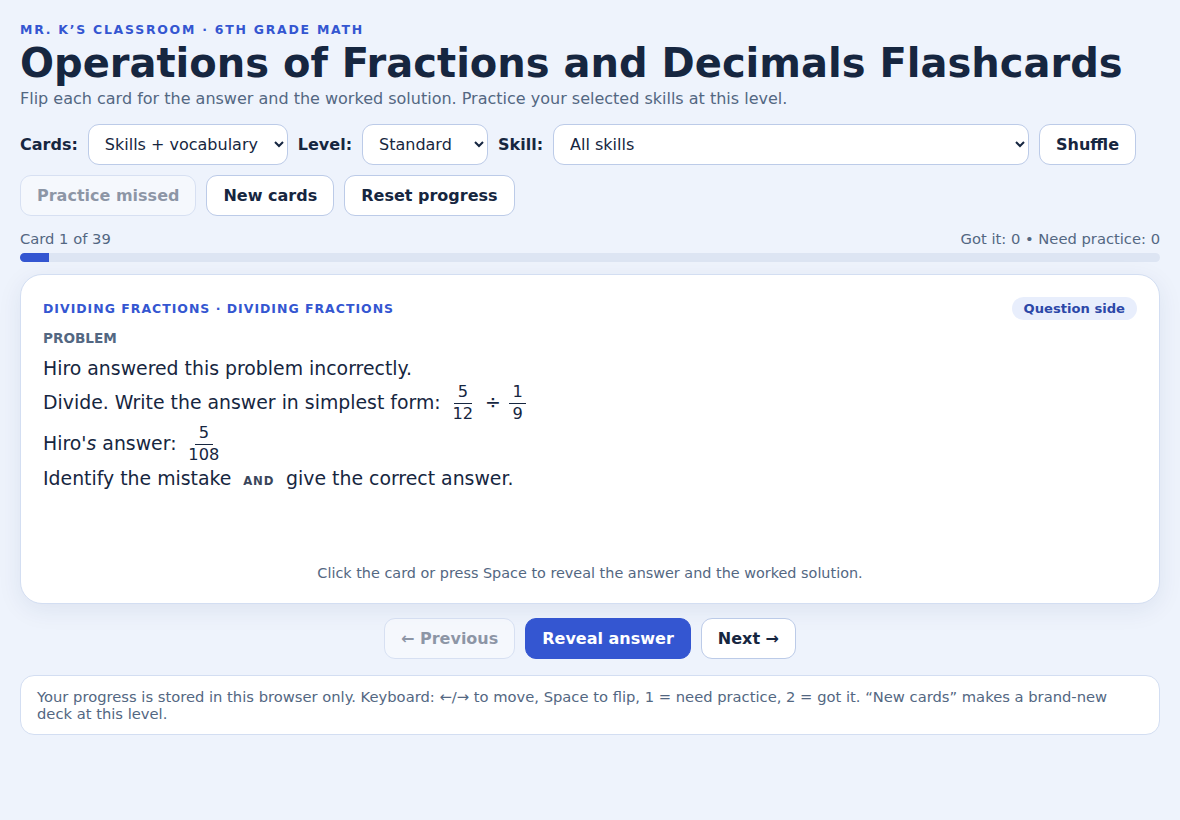 MR. K’S CLASSROOM · 6TH GRADE MATH
Operations of Fractions and Decimals Flashcards
Flip each card for the answer and the worked solution. Practice your selected skills at this level.
Cards: Skills + vocabulary Level: Standard Skill: All skills Shuffle
Practice missed New cards Reset progress
Card 1 of 39 Got it: 0 • Need practice: 0
DIVIDING FRACTIONS · DIVIDING FRACTIONS Question side
PROBLEM
Hiro answered this problem incorrectly.
Divide. Write the answer in simplest form: 5/12 ÷ 1/9
Hiro's answer: 5/108
Identify the mistake AND give the correct answer.
Click the card or press Space to reveal the answer and the worked solution.
← Previous Reveal answer Next →
Your progress is stored in this browser only. Keyboard: ←/→ to move, Space to flip, 1 = need practice, 2 = got it. “New cards” makes a brand-new
deck at this level.